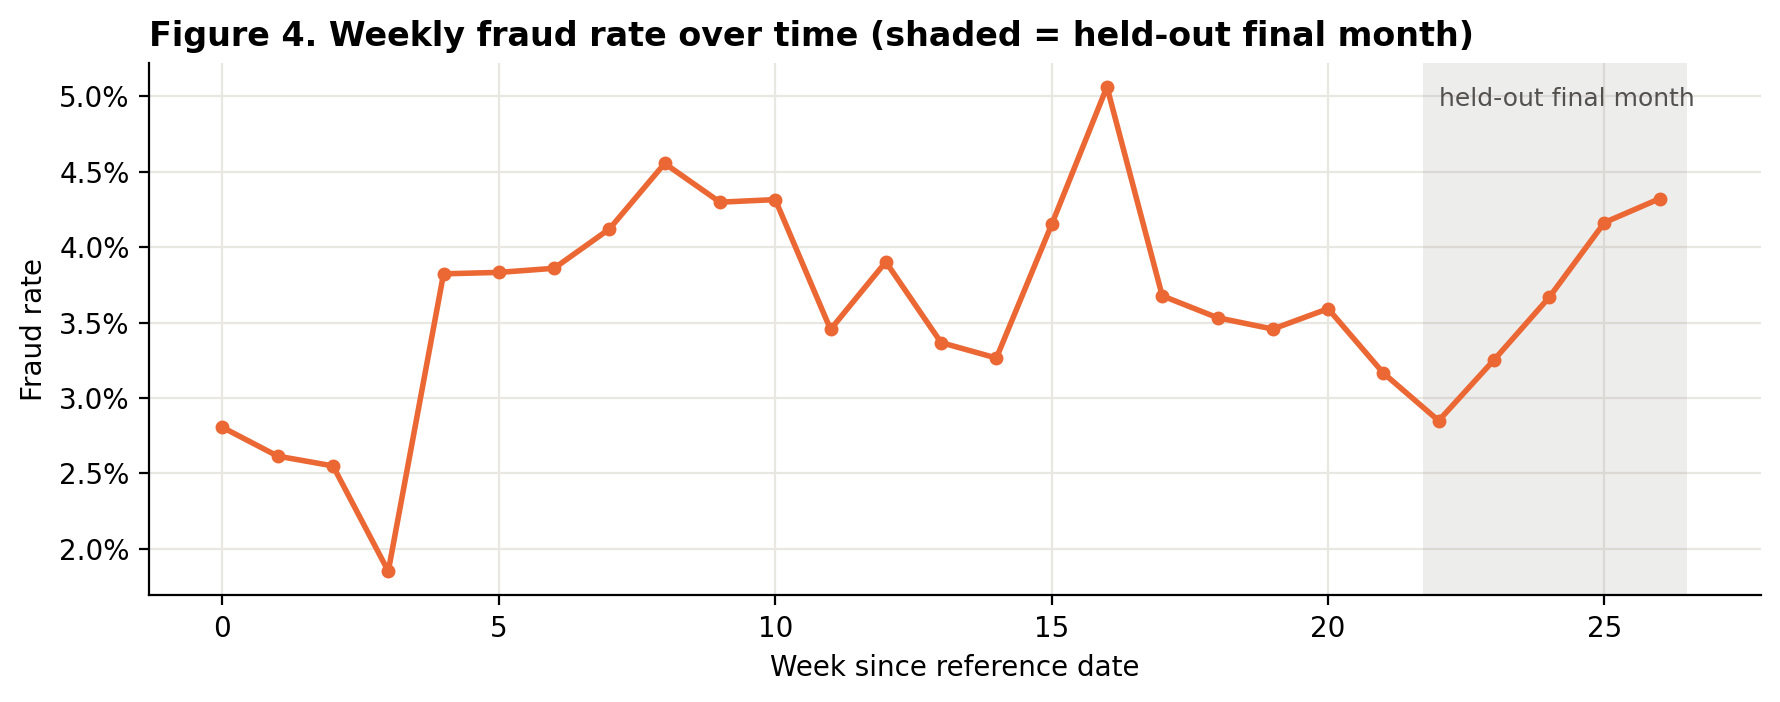 Figure 4. Weekly fraud rate over time (shaded = held-out final month)
held-out final month
5.0%
4.5%
4.0%
3.5%
3.0%
2.5%
2.0%
Fraud rate
0 5 10 15 20 25
Week since reference date